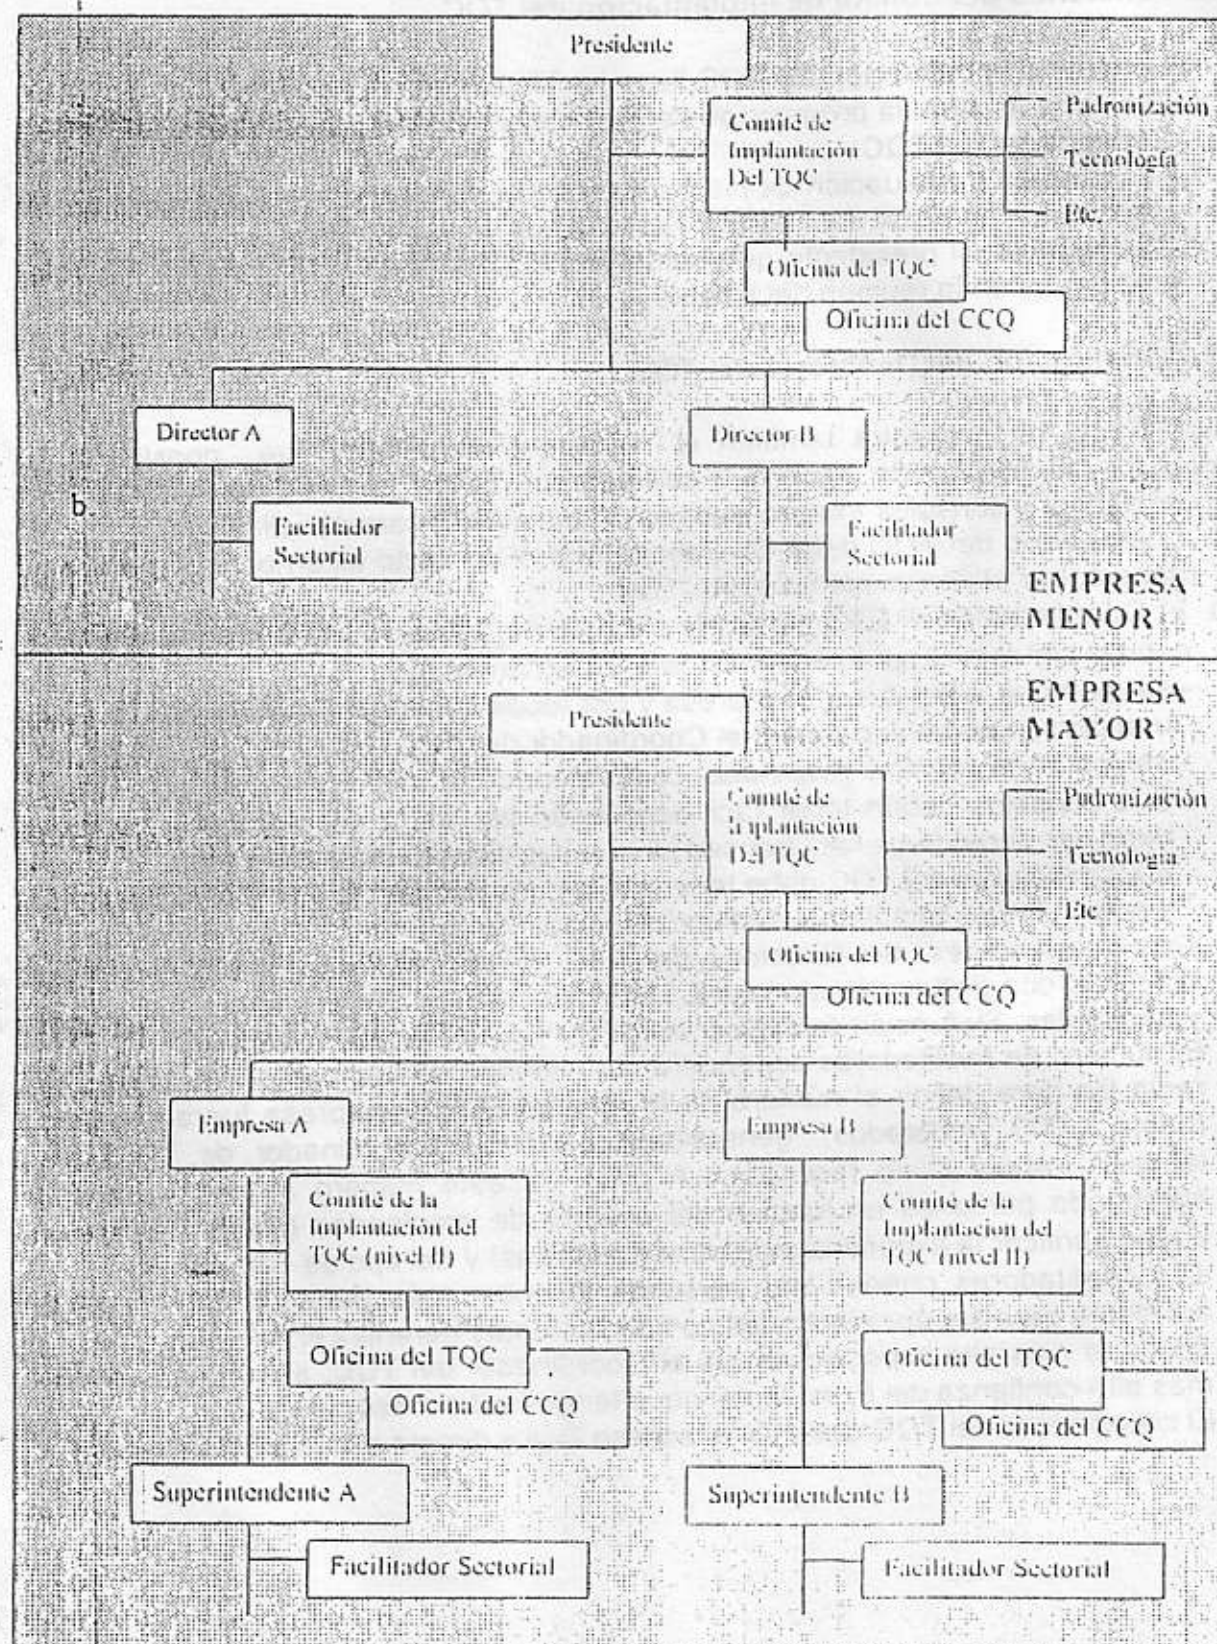 Presidente
Comité de
Implantación
Del TQC
Padronización
Tecnología
Etc.
Oficina del TQC
Oficina del CCQ
Director A
Director B
b.
Facilitador
Sectorial
Facilitador
Sectorial
EMPRESA
MENOR
EMPRESA
MAYOR
Presidente
Comité de
Implantación
Del TQC
Padronización
Tecnología
Etc
Oficina del TQC
Oficina del CCQ
Empresa A
Empresa B
Comité de la
Implantación del
TQC (nivel II)
Comité de la
Implantacion del
TQC (nivel II)
Oficina del TQC
Oficina del CCQ
Oficina del TQC
Oficina del CCQ
Superintendente A
Superintendente B
Facilitador Sectorial
Facilitador Sectorial